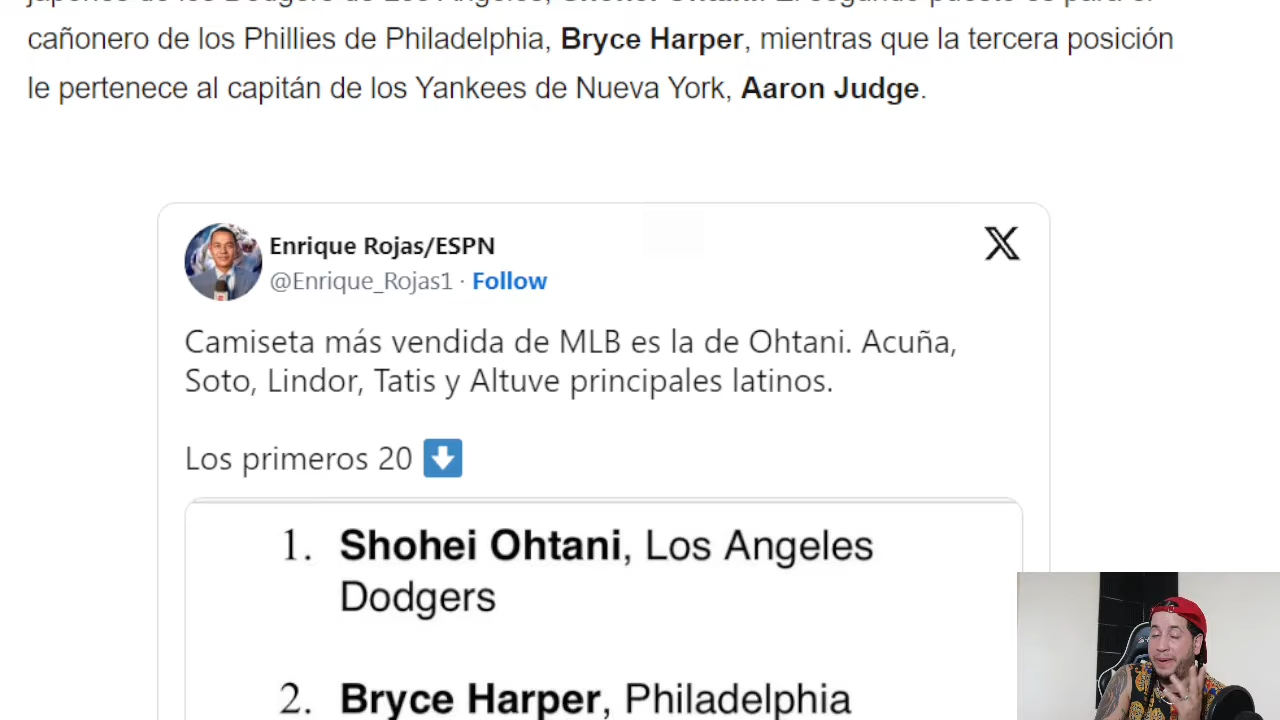 japonés de los Dodgers de Los Ángeles, Shohei Ohtani. El segundo puesto es para el
cañonero de los Phillies de Philadelphia, Bryce Harper, mientras que la tercera posición
le pertenece al capitán de los Yankees de Nueva York, Aaron Judge.
Enrique Rojas/ESPN
@Enrique_Rojas1 · Follow
Camiseta más vendida de MLB es la de Ohtani. Acuña,
Soto, Lindor, Tatis y Altuve principales latinos.
Los primeros 20 ⬇️
1. Shohei Ohtani, Los Angeles
Dodgers
2. Bryce Harper, Philadelphia